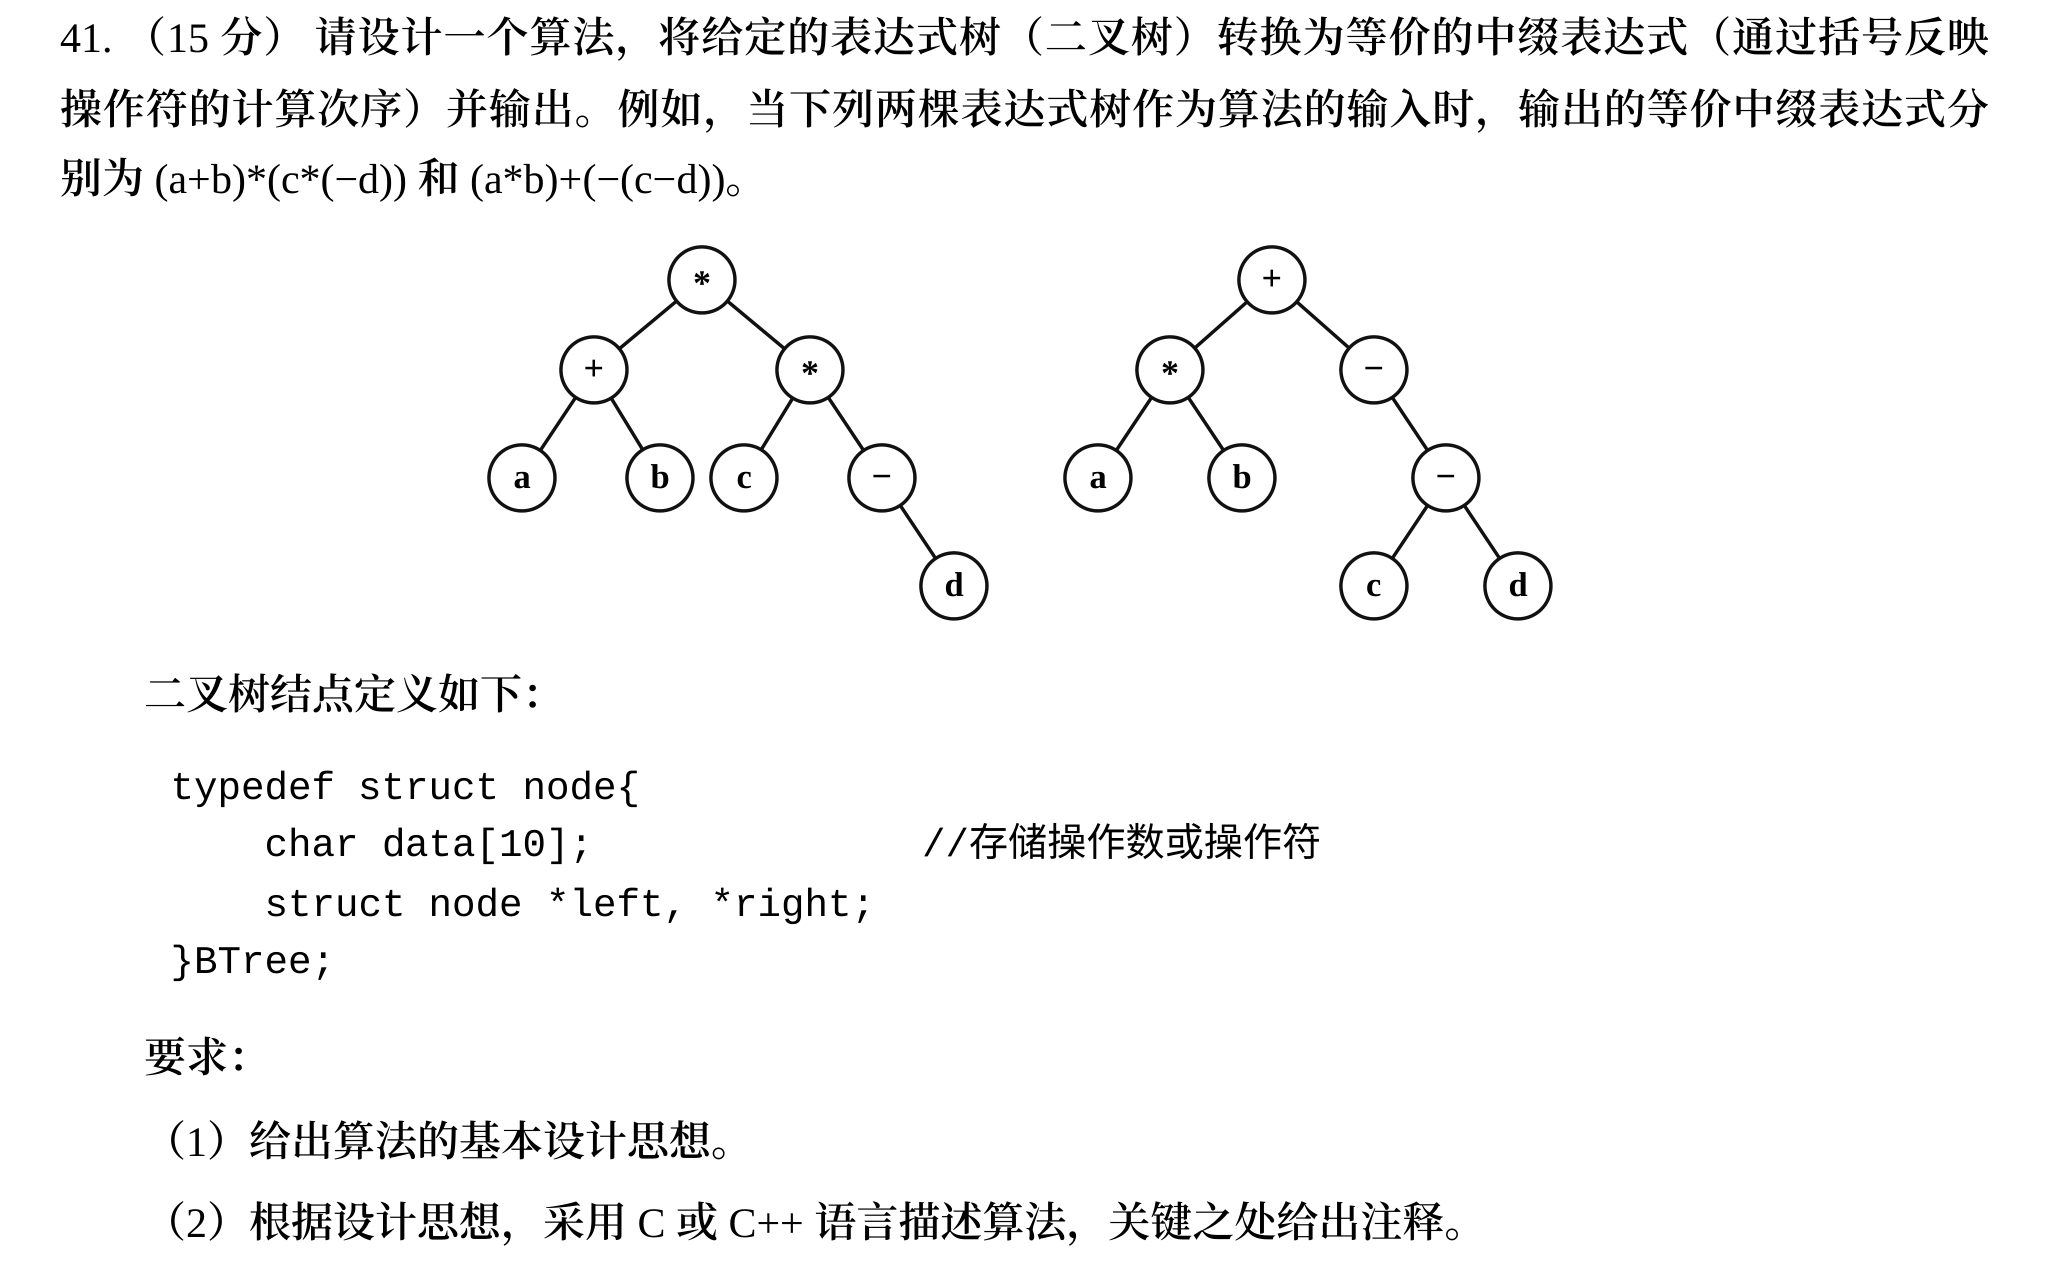 41. （15 分） 请设计一个算法，将给定的表达式树（二叉树）转换为等价的中缀表达式（通过括号反映
操作符的计算次序）并输出。例如，当下列两棵表达式树作为算法的输入时，输出的等价中缀表达式分
别为 (a+b)*(c*(−d)) 和 (a*b)+(−(c−d))。
* +
+ * * −
a b c − a b −
d c d
二叉树结点定义如下：
typedef struct node{
char data[10]; //存储操作数或操作符
struct node *left, *right;
}BTree;
要求：
（1）给出算法的基本设计思想。
（2）根据设计思想，采用 C 或 C++ 语言描述算法，关键之处给出注释。